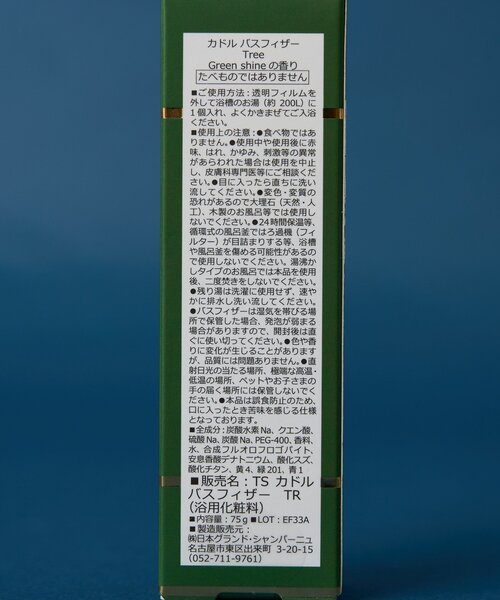 カドル バスフィザー
Tree
Green shine の香り
たべものではありません
■ご使用方法：透明フィルムを
外して浴槽のお湯（約 200L）に
1個入れ、よくかきまぜてご入浴
ください。
■使用上の注意：●食べ物ではあ
りません。●使用中や使用後に赤
味、はれ、かゆみ、刺激等の異常
があらわれた場合は使用を中止
し、皮膚科専門医等にご相談くだ
さい。●目に入ったら直ちに洗い
流してください。●変色・変質の
恐れがあるので大理石（天然・人
工）、木製のお風呂等では使用し
ないでください。●24時間保温等、
循環式の風呂釜ではろ過機（フィ
ルター）が目詰まりする等、浴槽
や風呂釜を傷める可能性があるの
で使用しないでください。湯沸か
しタイプのお風呂では本品を使用
後、二度焚きをしないでください。
●残り湯は洗濯に使用せず、速や
かに排水し洗い流してください。
●バスフィザーは湿気を帯びる場
所で保管した場合、発泡が弱まる
場合がありますので、開封後は直
ぐに使い切ってください。●色や香
りに変化が生じることがあります
が、品質には問題ありません。●直
射日光の当たる場所、極端な高温・
低温の場所、ペットやお子さまの
手の届く場所には保管しないでく
ださい。●本品は誤食防止のため、
口に入ったとき苦味を感じる仕様
となっております。
■全成分：炭酸水素Na、クエン酸、
硫酸Na、炭酸Na、PEG-400、香料、
水、合成フルオロフロゴパイト、
安息香酸デナトニウム、酸化スズ、
酸化チタン、黄4、緑201、青1
■販売名：TS カドル
バスフィザー TR
（浴用化粧料）
■内容量：75g ■LOT：EF33A
■製造販売元：
㈱日本グランド・シャンパーニュ
名古屋市東区出来町 3-20-15
（052-711-9761）